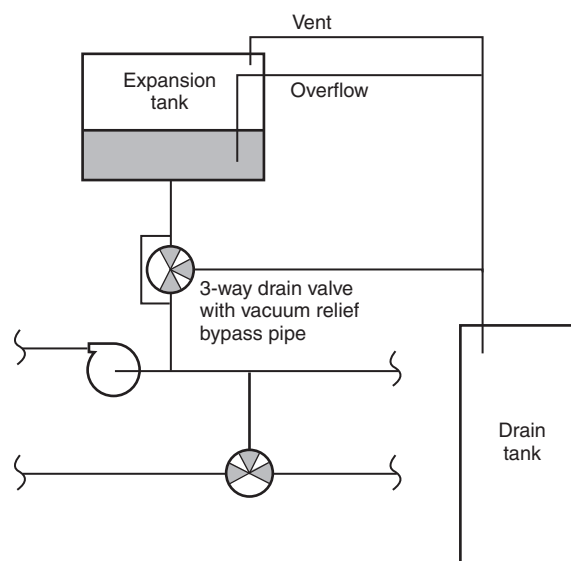 Vent
Expansion
tank
Overflow
3-way drain valve
with vacuum relief
bypass pipe
Drain
tank